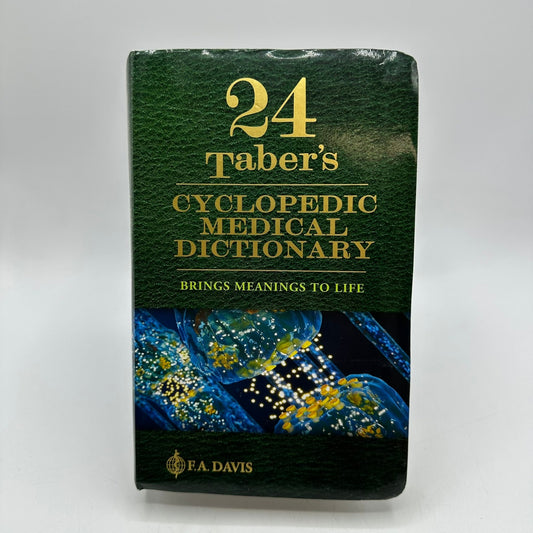 24
Taber's
CYCLOPEDIC
MEDICAL
DICTIONARY
BRINGS MEANINGS TO LIFE
F.A. DAVIS